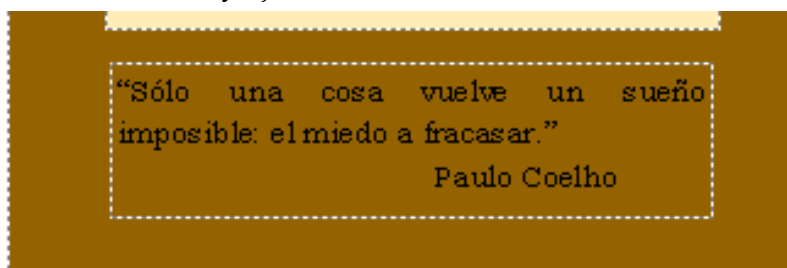 “Sólo una cosa vuelve un sueño
imposible: el miedo a fracasar.”
Paulo Coelho